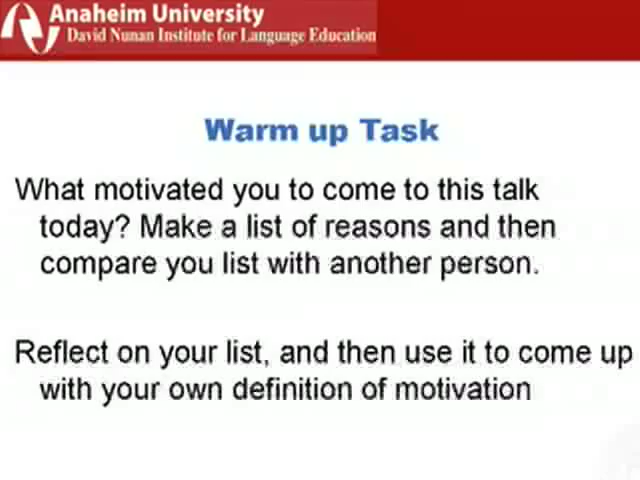 Anaheim University
David Nunan Institute for Language Education
Warm up Task
What motivated you to come to this talk
today? Make a list of reasons and then
compare you list with another person.
Reflect on your list, and then use it to come up
with your own definition of motivation